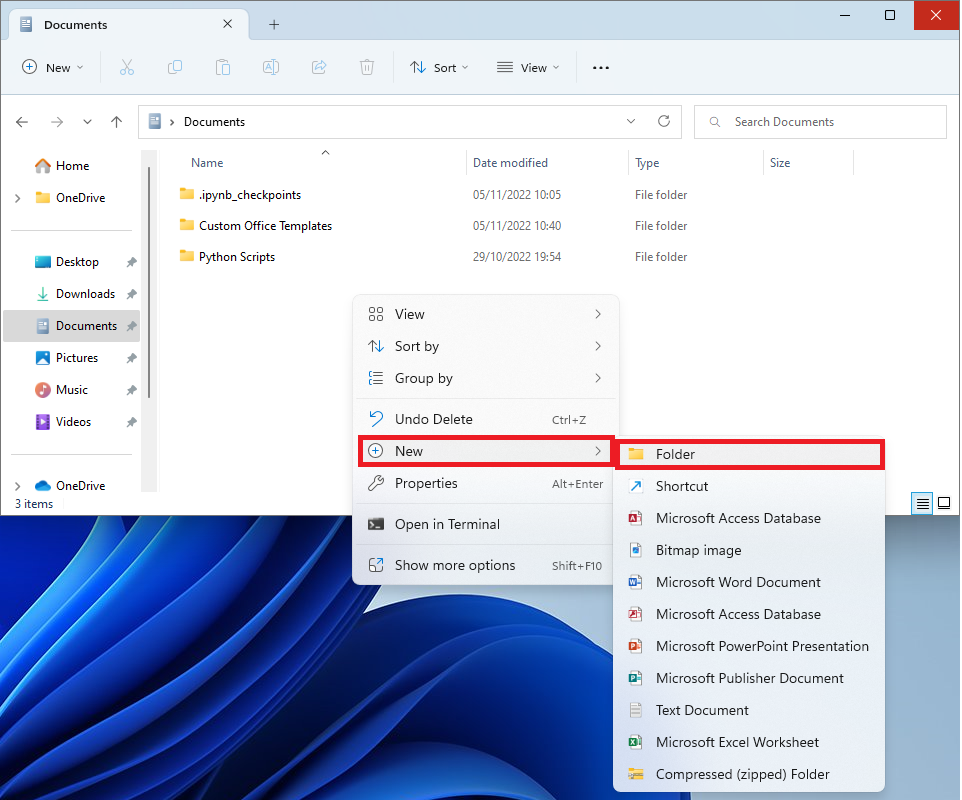 Documents
New
Sort
View
Documents
Search Documents
Name Date modified Type Size
Home
OneDrive
.ipynb_checkpoints 05/11/2022 10:05 File folder
Custom Office Templates 05/11/2022 10:40 File folder
Python Scripts 29/10/2022 19:54 File folder
Desktop
Downloads
Documents
Pictures
Music
Videos
OneDrive
3 items
View
Sort by
Group by
Undo Delete Ctrl+Z
New
Properties Alt+Enter
Open in Terminal
Show more options Shift+F10
Folder
Shortcut
Microsoft Access Database
Bitmap image
Microsoft Word Document
Microsoft Access Database
Microsoft PowerPoint Presentation
Microsoft Publisher Document
Text Document
Microsoft Excel Worksheet
Compressed (zipped) Folder